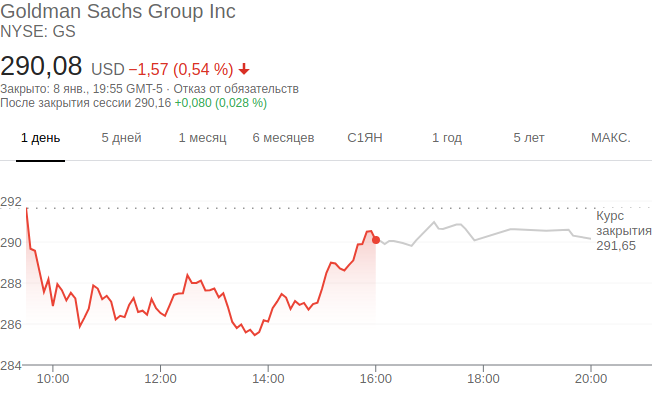 Goldman Sachs Group Inc
NYSE: GS
290,08 USD −1,57 (0,54 %)
Закрыто: 8 янв., 19:55 GMT-5 · Отказ от обязательств
После закрытия сессии 290,16 +0,080 (0,028 %)
1 день 5 дней 1 месяц 6 месяцев С1ЯН 1 год 5 лет МАКС.
292
290
288
286
284
Курс
закрытия
291,65
10:00 12:00 14:00 16:00 18:00 20:00